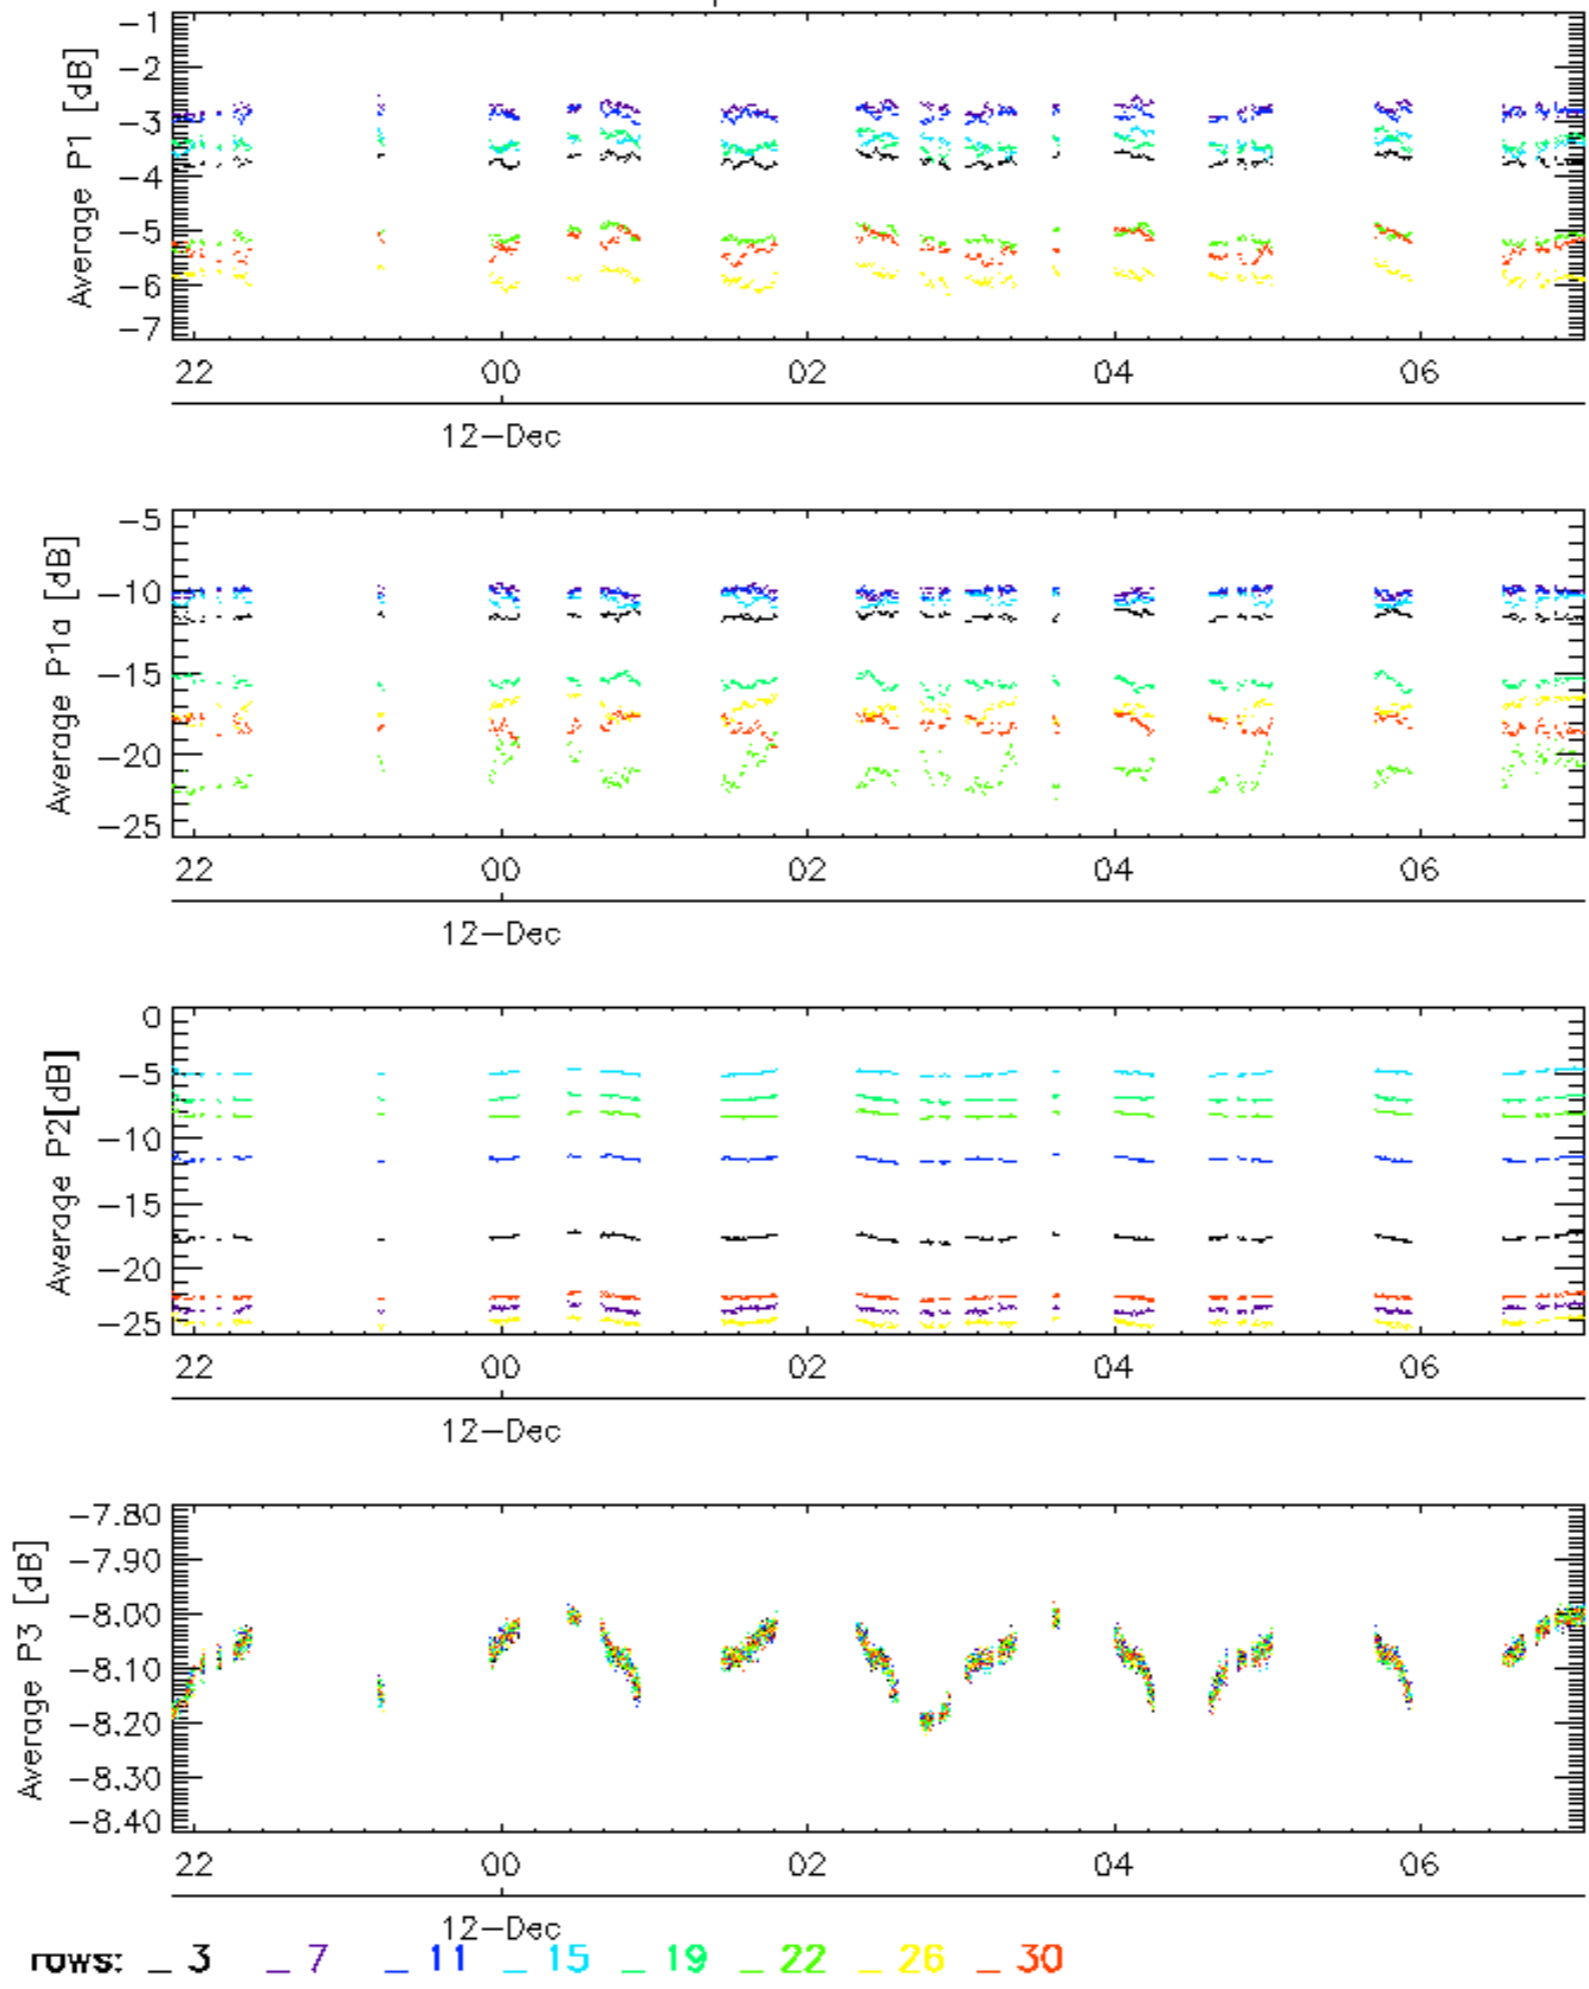 Average P1 [dB]
−1
−2
−3
−4
−5
−6
−7
22 00 02 04 06
12−Dec
Average P1a [dB]
−5
−10
−15
−20
−25
22 00 02 04 06
12−Dec
Average P2[dB]
0
−5
−10
−15
−20
−25
22 00 02 04 06
12−Dec
Average P3 [dB]
−7.80
−7.90
−8.00
−8.10
−8.20
−8.30
−8.40
22 00 02 04 06
12−Dec
rows: _ 3 _ 7 _ 11 _ 15 _ 19 _ 22 _ 26 _ 30